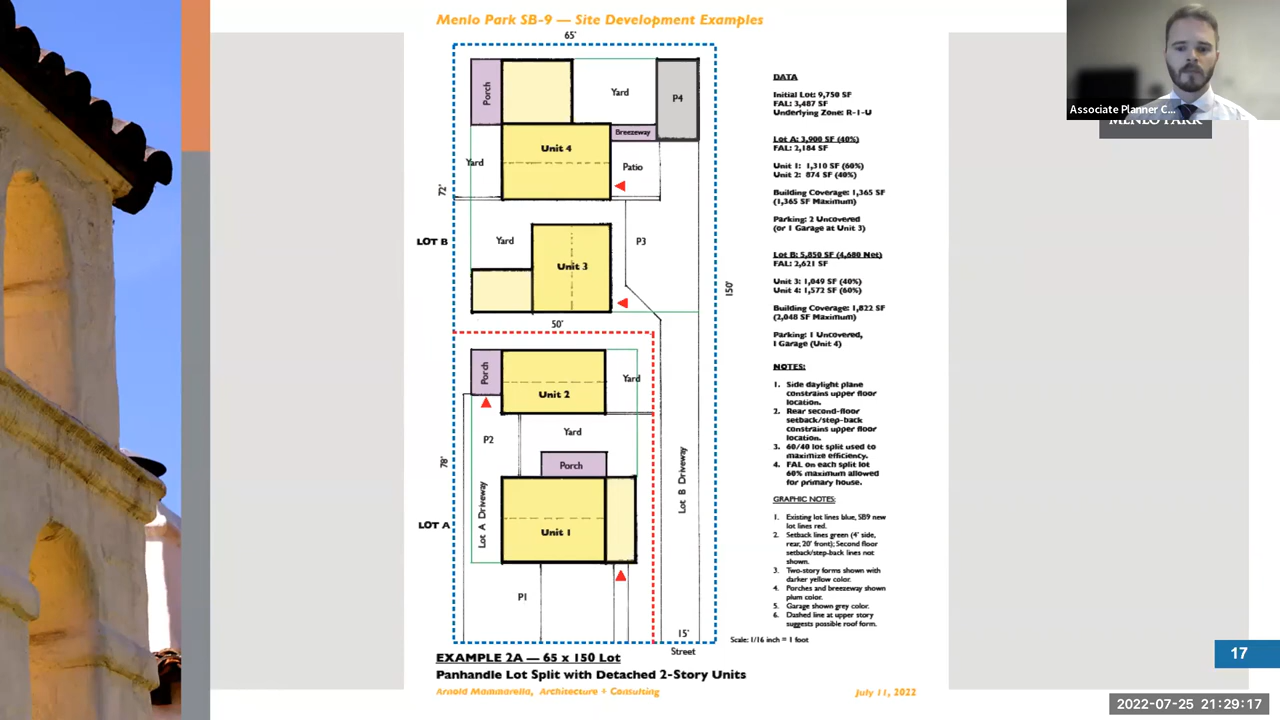 Menlo Park SB-9 — Site Development Examples
65'
Porch
Yard
P4
Breezeway
Unit 4
Yard
Patio
72'
LOT B
Yard
P3
Unit 3
150'
50'
Porch
Yard
Unit 2
P2
Yard
78'
Porch
Lot A Driveway
Lot B Driveway
LOT A
Unit 1
P1
15'
Street
Scale: 1/16 inch = 1 foot
EXAMPLE 2A — 65 x 150 Lot
Panhandle Lot Split with Detached 2-Story Units
Arnold Mammarella, Architecture + Consulting
July 11, 2022
DATA
Initial Lot: 9,750 SF
FAL: 3,487 SF
Underlying Zone: R-1-U
Lot A: 3,900 SF (40%)
FAL: 2,184 SF
Unit 1: 1,310 SF (60%)
Unit 2: 874 SF (40%)
Building Coverage: 1,365 SF
(1,365 SF Maximum)
Parking: 2 Uncovered
(or 1 Garage at Unit 3)
Lot B: 5,850 SF (4,680 Net)
FAL: 2,621 SF
Unit 3: 1,049 SF (40%)
Unit 4: 1,572 SF (60%)
Building Coverage: 1,822 SF
(2,048 SF Maximum)
Parking: 1 Uncovered,
1 Garage (Unit 4)
NOTES:
1. Side daylight plane
constrains upper floor
location.
2. Rear second-floor
setback/step-back
constrains upper floor
location.
3. 60/40 lot split used to
maximize efficiency.
4. FAL on each split lot
60% maximum allowed
for primary house.
GRAPHIC NOTES:
1. Existing lot lines blue, SB9 new
lot lines red.
2. Setback lines green (4' side,
rear, 20' front); Second floor
setback/step-back lines not
shown.
3. Two-story forms shown with
darker yellow color.
4. Porches and breezeway shown
plum color.
5. Garage shown grey color.
6. Dashed line at upper story
suggests possible roof form.
Associate Planner C...
MENLO PARK
17
2022-07-25 21:29:17